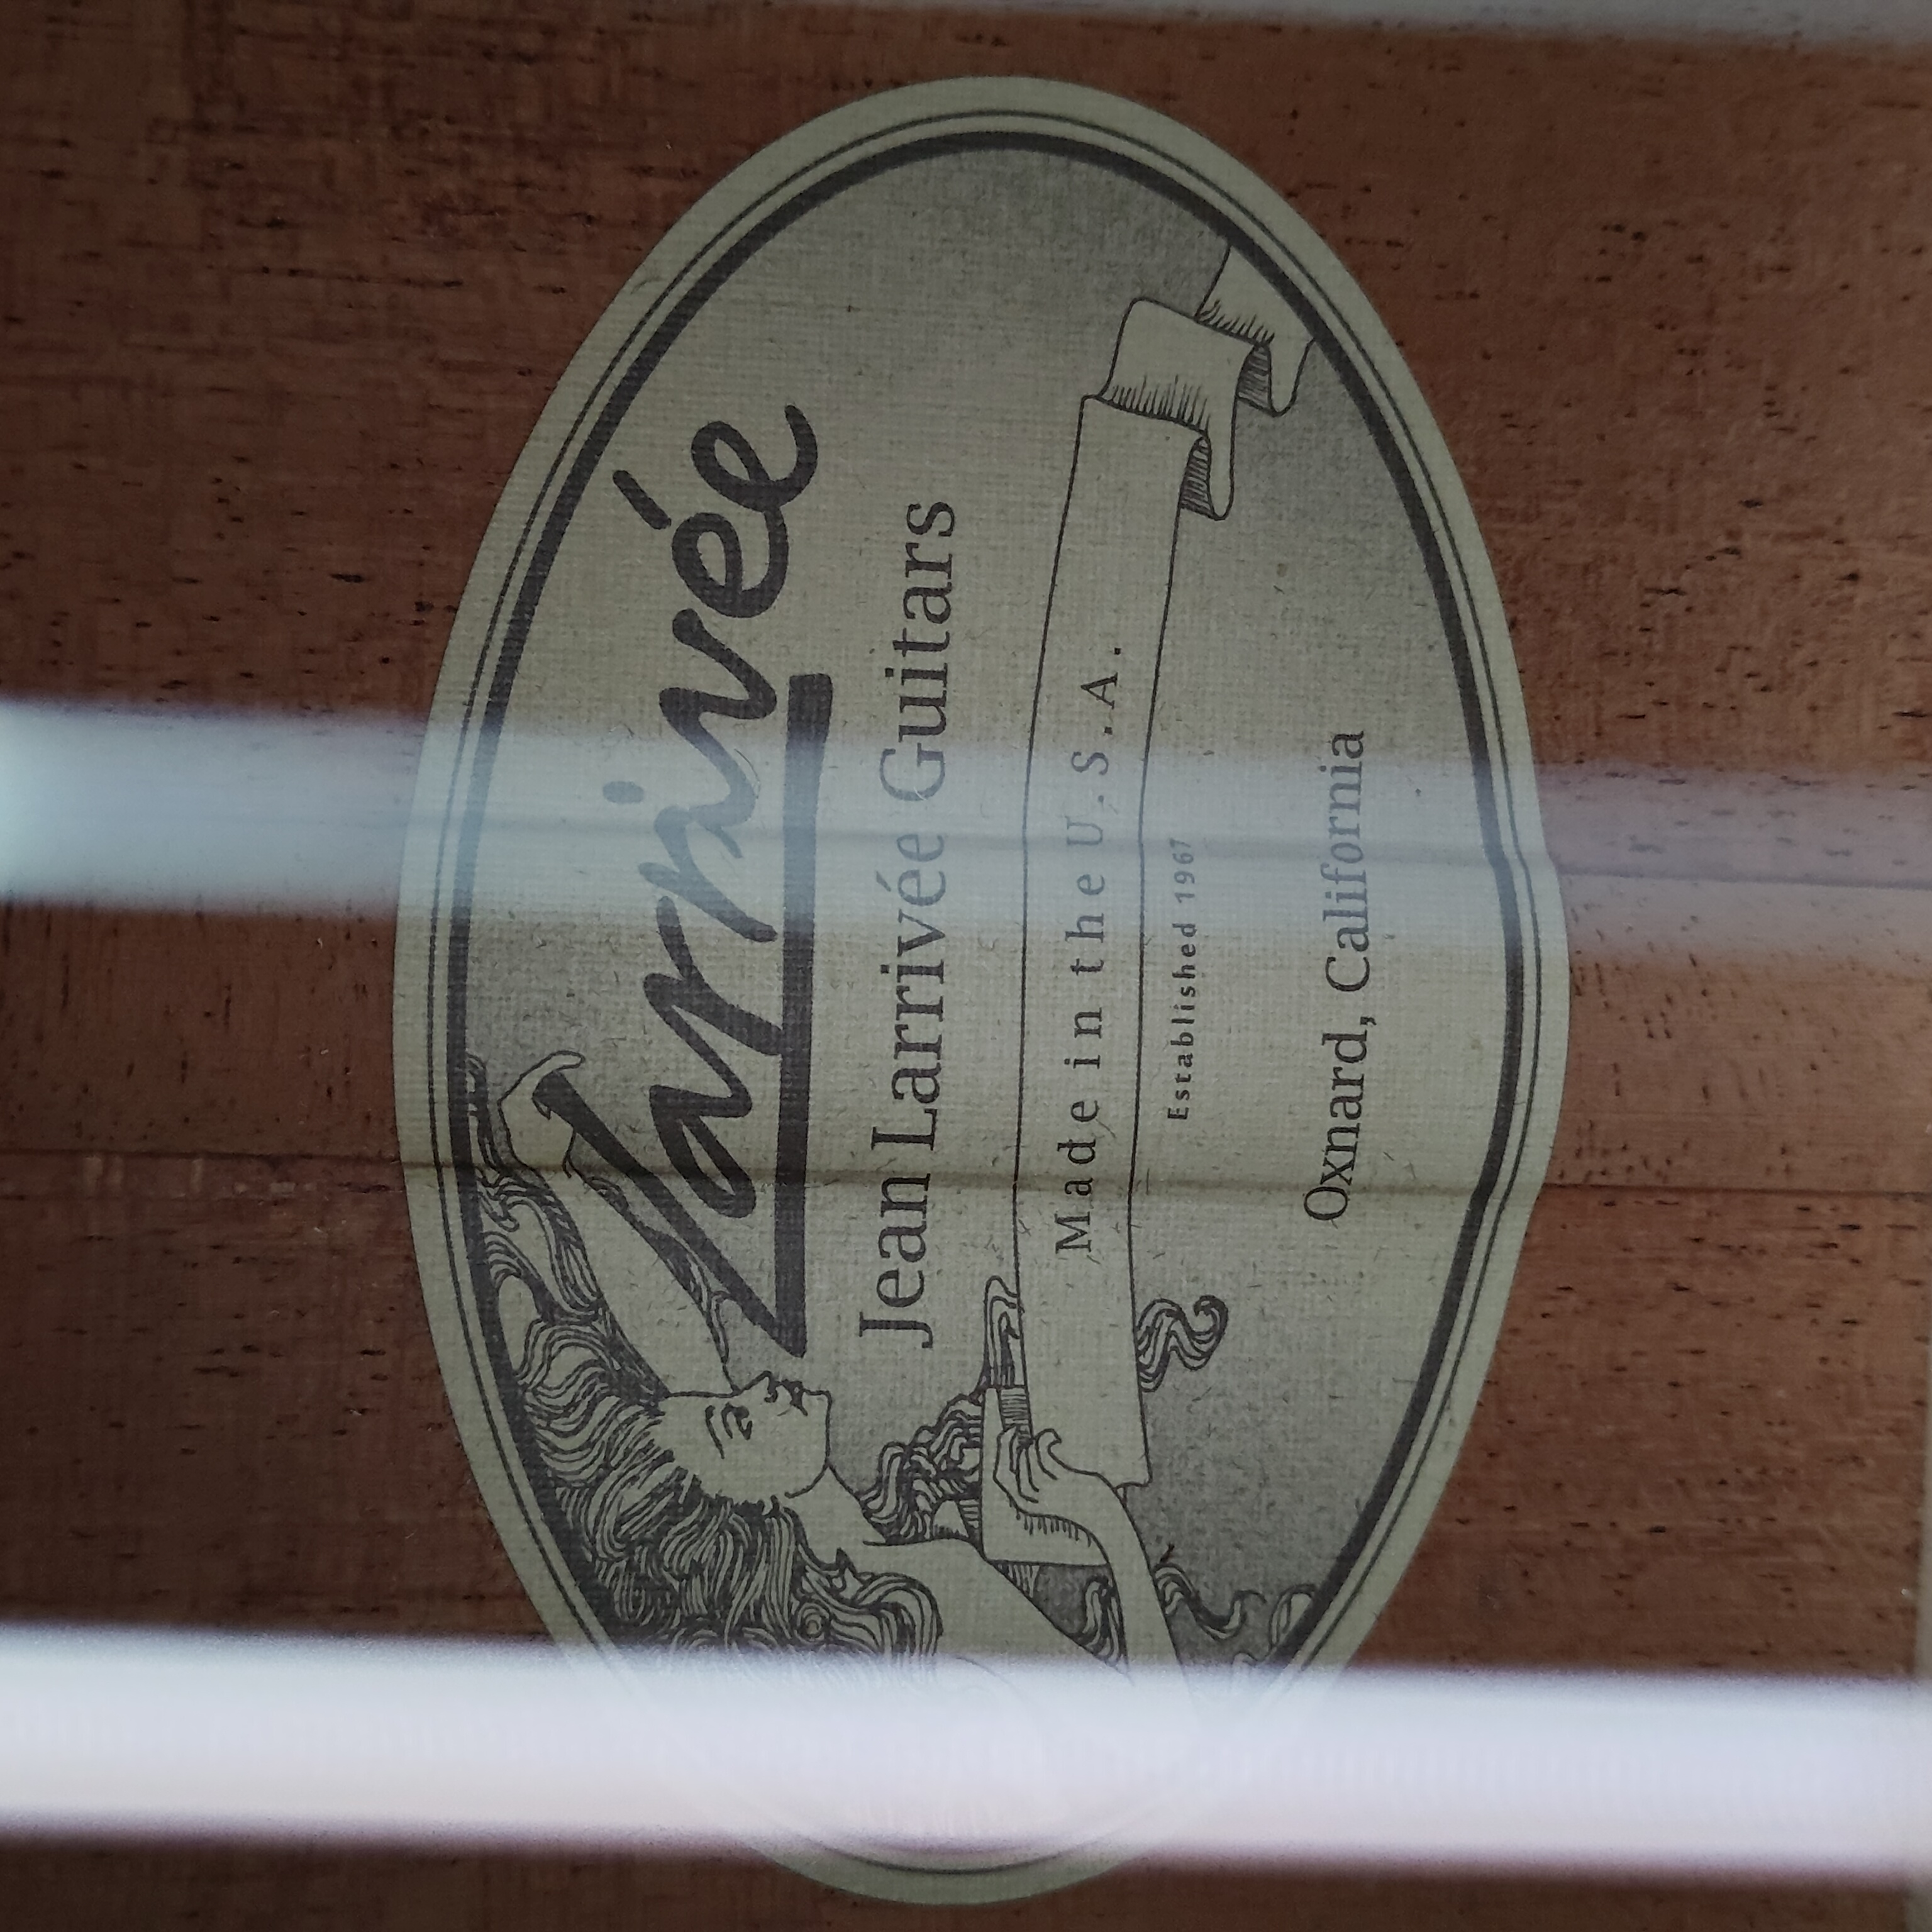 Larrivée
Jean Larrivée Guitars
Made in the U.S.A.
Established 1967
Oxnard, California